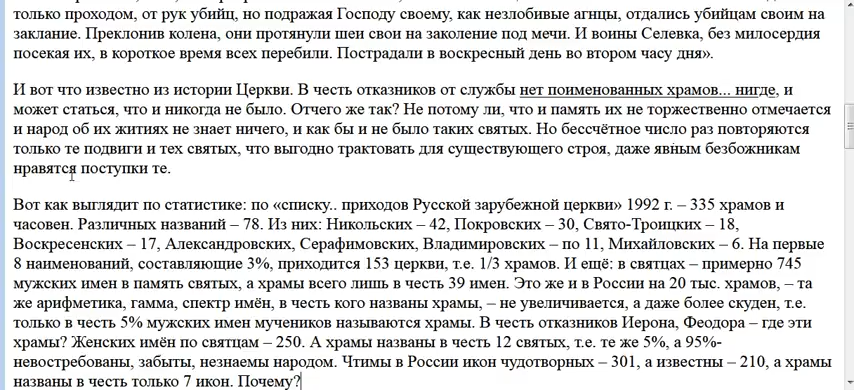 только проходом, от рук убийц, но подражая Господу своему, как незлобивые агнцы, отдались убийцам своим на
заклание. Преклонив колена, они протянули шеи свои на заколение под мечи. И воины Селевка, без милосердия
посекая их, в короткое время всех перебили. Пострадали в воскресный день во втором часу дня».
И вот что известно из истории Церкви. В честь отказников от службы нет поименованных храмов... нигде, и
может статься, что и никогда не было. Отчего же так? Не потому ли, что и память их не торжественно отмечается
и народ об их житиях не знает ничего, и как бы и не было таких святых. Но бессчётное число раз повторяются
только те подвиги и тех святых, что выгодно трактовать для существующего строя, даже явным безбожникам
нравятся поступки те.
Вот как выглядит по статистике: по «списку.. приходов Русской зарубежной церкви» 1992 г. – 335 храмов и
часовен. Различных названий – 78. Из них: Никольских – 42, Покровских – 30, Свято-Троицких – 18,
Воскресенских – 17, Александровских, Серафимовских, Владимировских – по 11, Михайловских – 6. На первые
8 наименований, составляющие 3%, приходится 153 церкви, т.е. 1/3 храмов. И ещё: в святцах – примерно 745
мужских имен в память святых, а храмы всего лишь в честь 39 имен. Это же и в России на 20 тыс. храмов, – та
же арифметика, гамма, спектр имён, в честь кого названы храмы, – не увеличивается, а даже более скуден, т.е.
только в честь 5% мужских имен мучеников называются храмы. В честь отказников Иерона, Феодора – где эти
храмы? Женских имён по святцам – 250. А храмы названы в честь 12 святых, т.е. те же 5%, а 95%-
невостребованы, забыты, незнаемы народом. Чтимы в России икон чудотворных – 301, а известны – 210, а храмы
названы в честь только 7 икон. Почему?